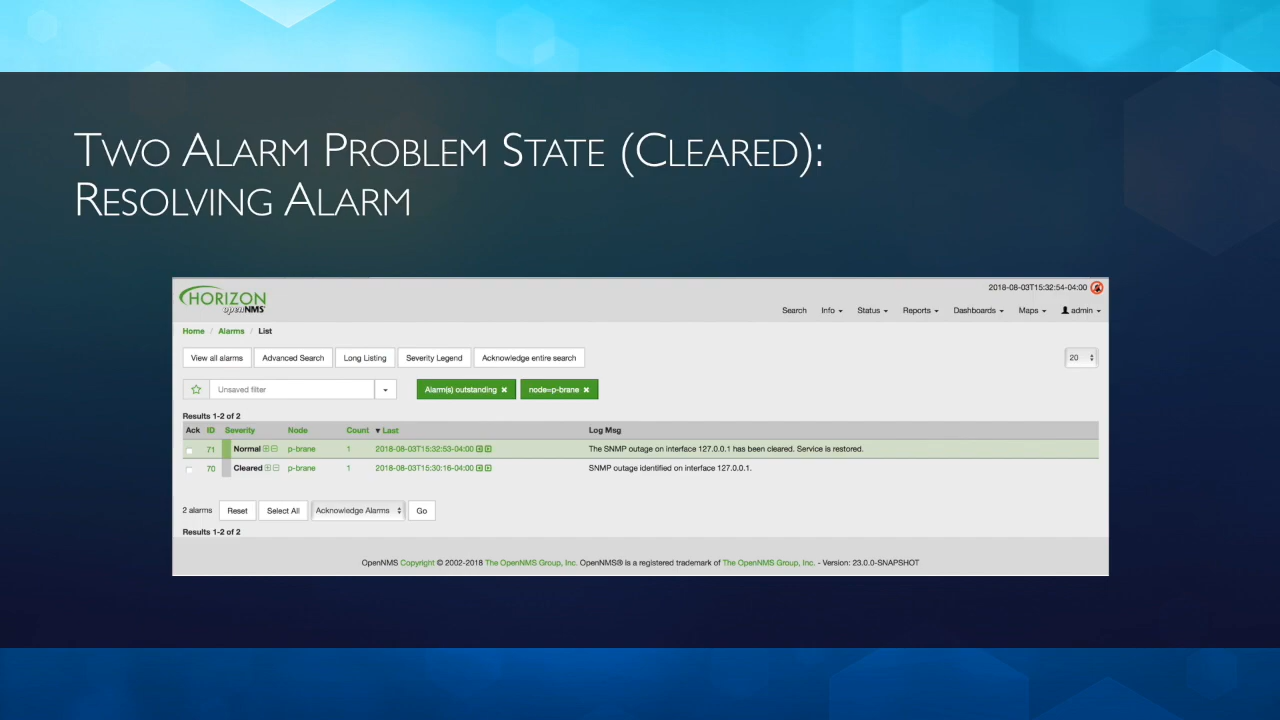 TWO ALARM PROBLEM STATE (CLEARED):
RESOLVING ALARM
HORIZON
openNMS
2018-08-03T15:32:54-04:00
Search Info Status Reports Dashboards Maps admin
Home / Alarms / List
View all alarms Advanced Search Long Listing Severity Legend Acknowledge entire search 20
Unsaved filter Alarm(s) outstanding ✖ node=p-brane ✖
Results 1-2 of 2
Ack ID Severity Node Count ▼ Last Log Msg
71 Normal p-brane 1 2018-08-03T15:32:53-04:00 The SNMP outage on interface 127.0.0.1 has been cleared. Service is restored.
70 Cleared p-brane 1 2018-08-03T15:30:16-04:00 SNMP outage identified on interface 127.0.0.1.
2 alarms Reset Select All Acknowledge Alarms Go
Results 1-2 of 2
OpenNMS Copyright © 2002-2018 The OpenNMS Group, Inc. OpenNMS® is a registered trademark of The OpenNMS Group, Inc. - Version: 23.0.0-SNAPSHOT